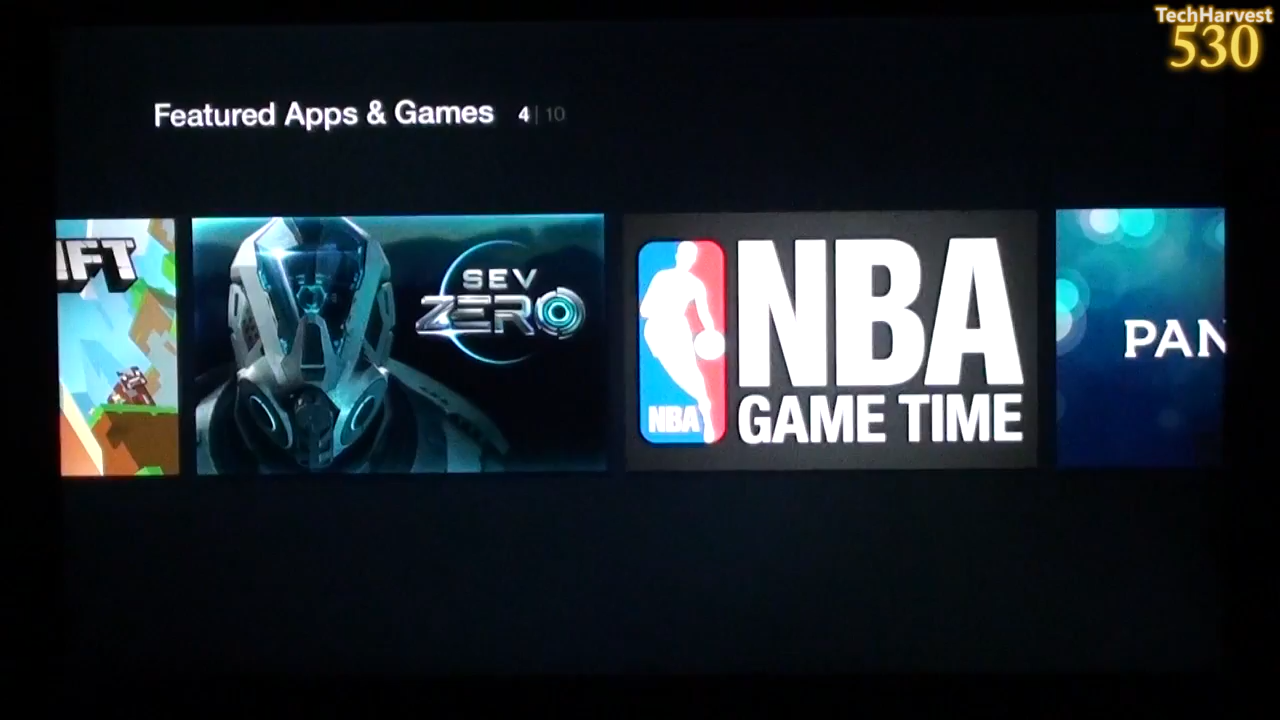 TechHarvest
530
Featured Apps & Games 4 | 10
IFT
SEV
ZERO
NBA
NBA
GAME TIME
PAN